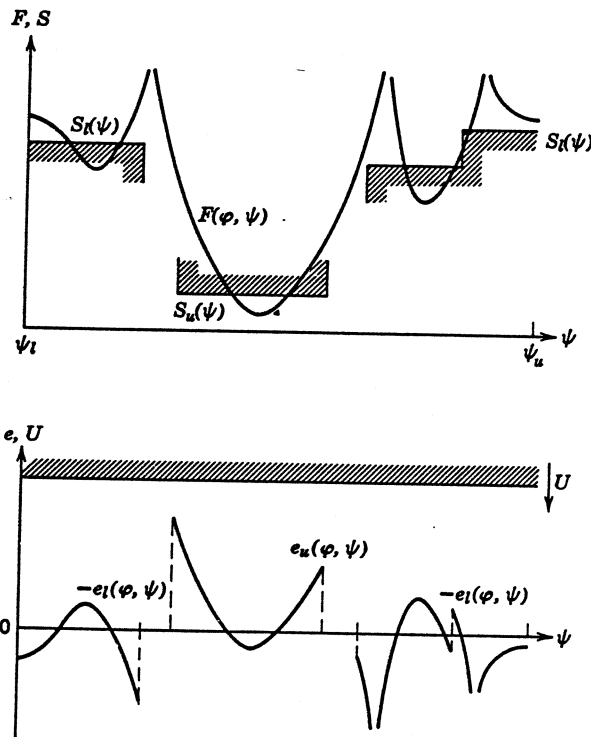 F, S
S_l(ψ)
S_l(ψ)
F(φ, ψ)
S_u(ψ)
ψ_l
ψ_u
ψ
e, U
U
e_u(φ, ψ)
−e_l(φ, ψ)
−e_l(φ, ψ)
0
ψ